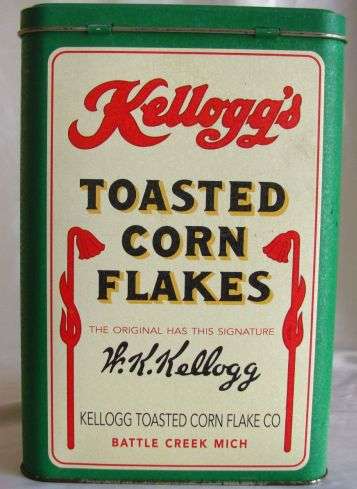 Kellogg's
TOASTED
CORN
FLAKES
THE ORIGINAL HAS THIS SIGNATURE
W.K.Kellogg
KELLOGG TOASTED CORN FLAKE CO
BATTLE CREEK MICH